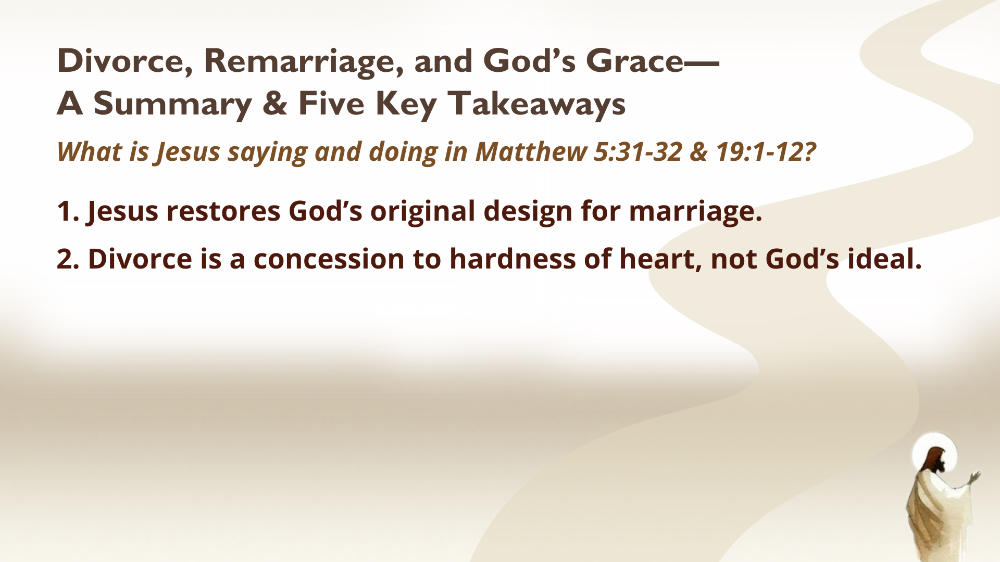 Divorce, Remarriage, and God’s Grace—
A Summary & Five Key Takeaways
What is Jesus saying and doing in Matthew 5:31-32 & 19:1-12?
1. Jesus restores God’s original design for marriage.
2. Divorce is a concession to hardness of heart, not God’s ideal.